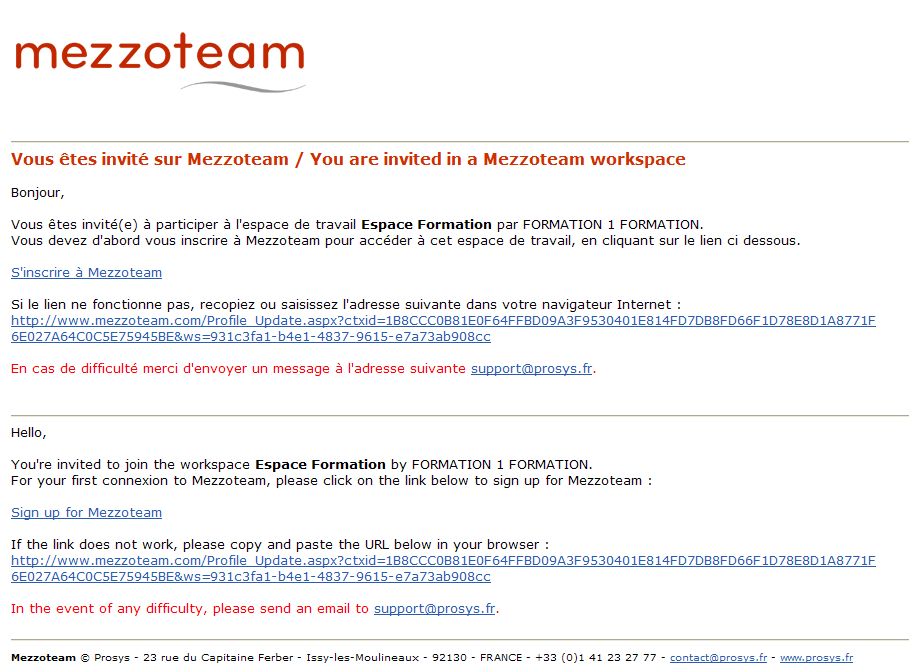 mezzoteam
Vous êtes invité sur Mezzoteam / You are invited in a Mezzoteam workspace
Bonjour,
Vous êtes invité(e) à participer à l'espace de travail Espace Formation par FORMATION 1 FORMATION.
Vous devez d'abord vous inscrire à Mezzoteam pour accéder à cet espace de travail, en cliquant sur le lien ci dessous.
S'inscrire à Mezzoteam
Si le lien ne fonctionne pas, recopiez ou saisissez l'adresse suivante dans votre navigateur Internet :
http://www.mezzoteam.com/Profile_Update.aspx?ctxid=1B8CCC0B81E0F64FFBD09A3F9530401E814FD7DB8FD66F1D78E8D1A8771F
6E027A64C0C5E75945BE&ws=931c3fa1-b4e1-4837-9615-e7a73ab908cc
En cas de difficulté merci d'envoyer un message à l'adresse suivante support@prosys.fr.
Hello,
You're invited to join the workspace Espace Formation by FORMATION 1 FORMATION.
For your first connexion to Mezzoteam, please click on the link below to sign up for Mezzoteam :
Sign up for Mezzoteam
If the link does not work, please copy and paste the URL below in your browser :
http://www.mezzoteam.com/Profile_Update.aspx?ctxid=1B8CCC0B81E0F64FFBD09A3F9530401E814FD7DB8FD66F1D78E8D1A8771F
6E027A64C0C5E75945BE&ws=931c3fa1-b4e1-4837-9615-e7a73ab908cc
In the event of any difficulty, please send an email to support@prosys.fr.
Mezzoteam © Prosys - 23 rue du Capitaine Ferber - Issy-les-Moulineaux - 92130 - FRANCE - +33 (0)1 41 23 27 77 - contact@prosys.fr - www.prosys.fr